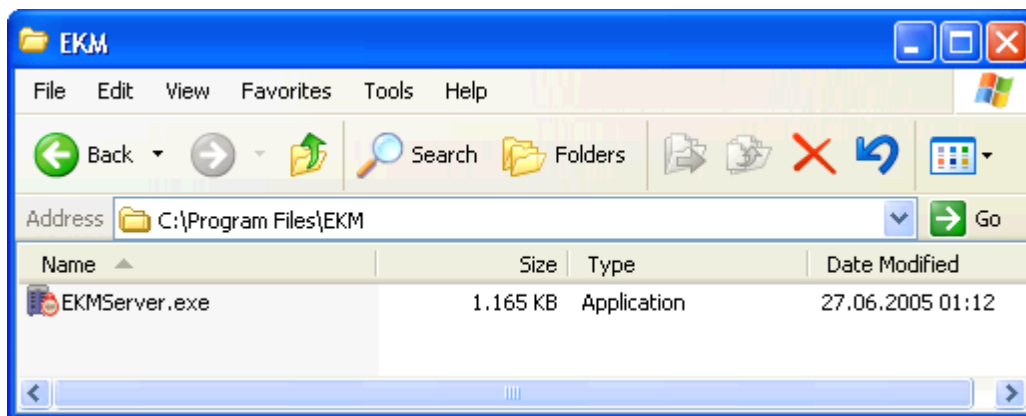 EKM
File Edit View Favorites Tools Help
Back Search Folders
Address C:\Program Files\EKM Go
Name Size Type Date Modified
EKMServer.exe 1.165 KB Application 27.06.2005 01:12